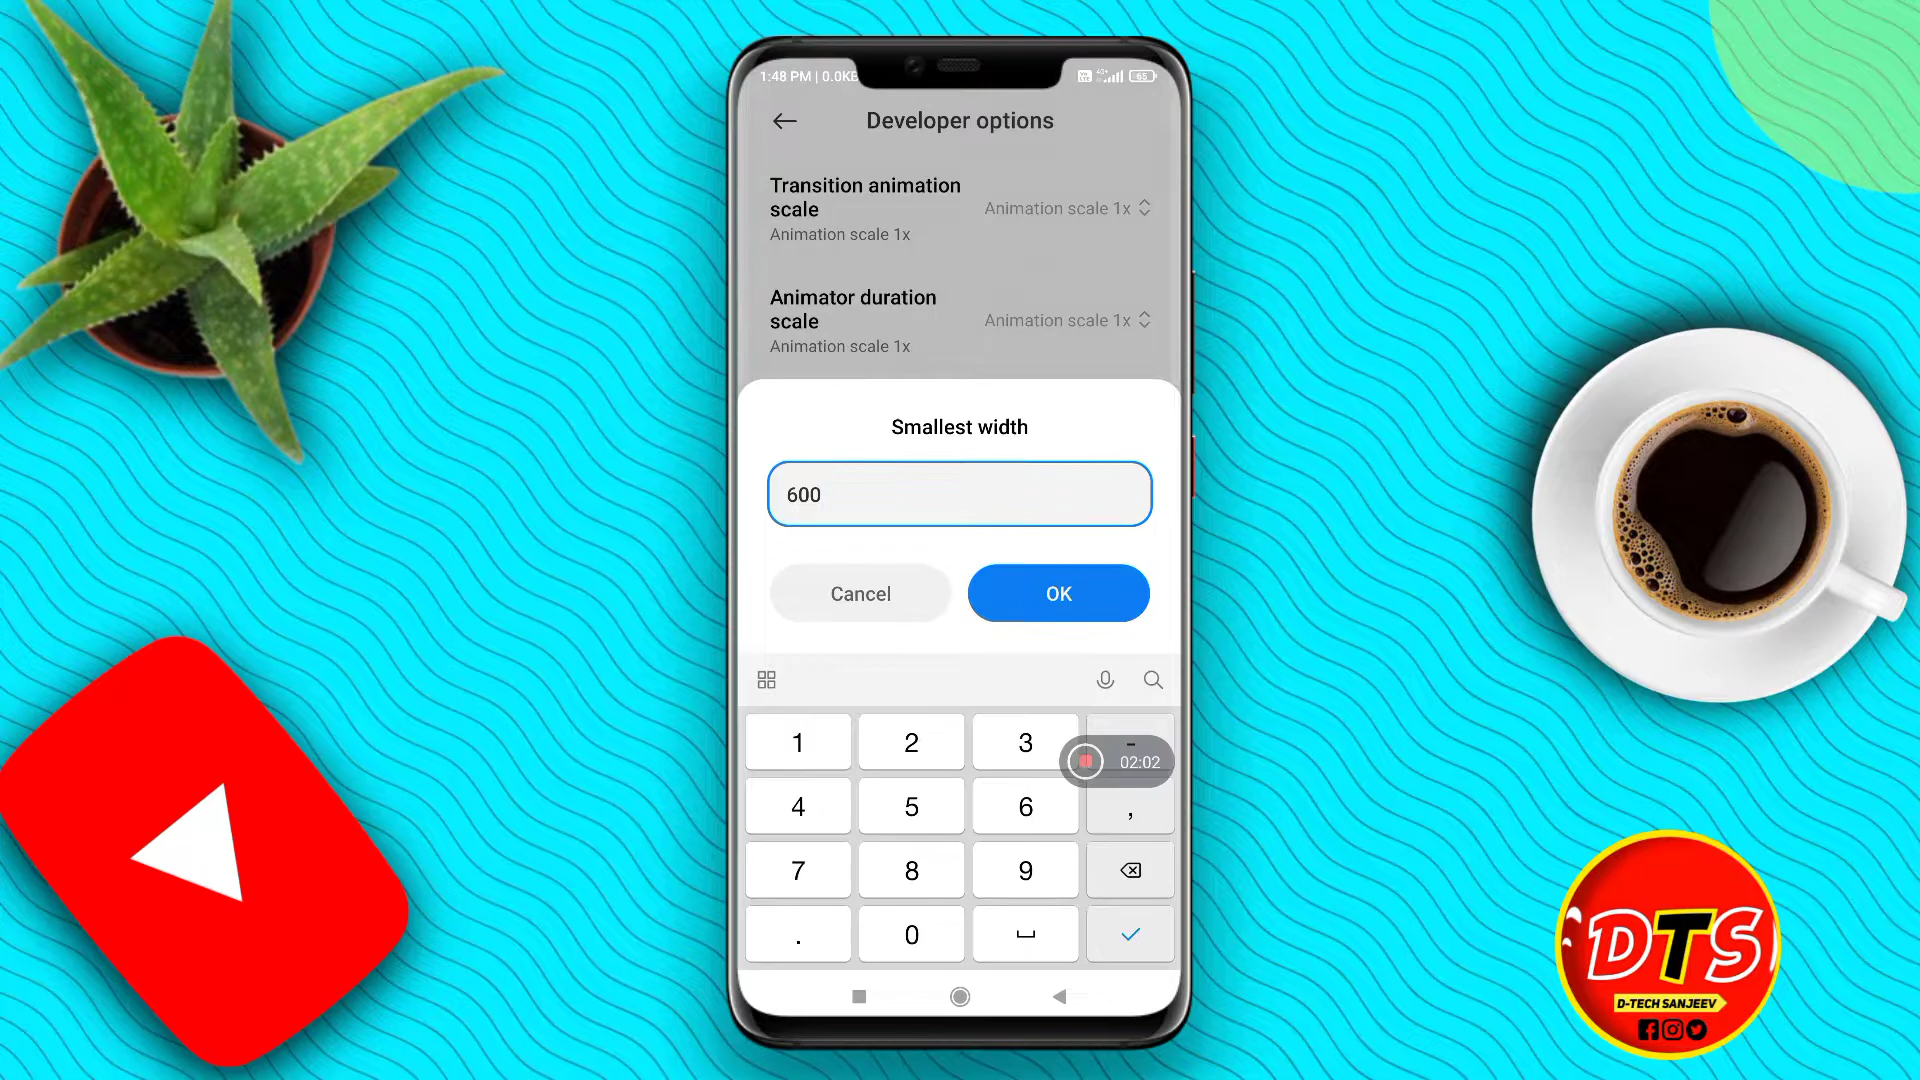 1:48 PM | 0.0KB
4G+
65
Developer options
Transition animation
scale
Animation scale 1x
Animation scale 1x
Animator duration
scale
Animation scale 1x
Animation scale 1x
Smallest width
600
Cancel
OK
1
2
3
-
02:02
4
5
6
,
7
8
9
.
0
DTS
D-TECH SANJEEV